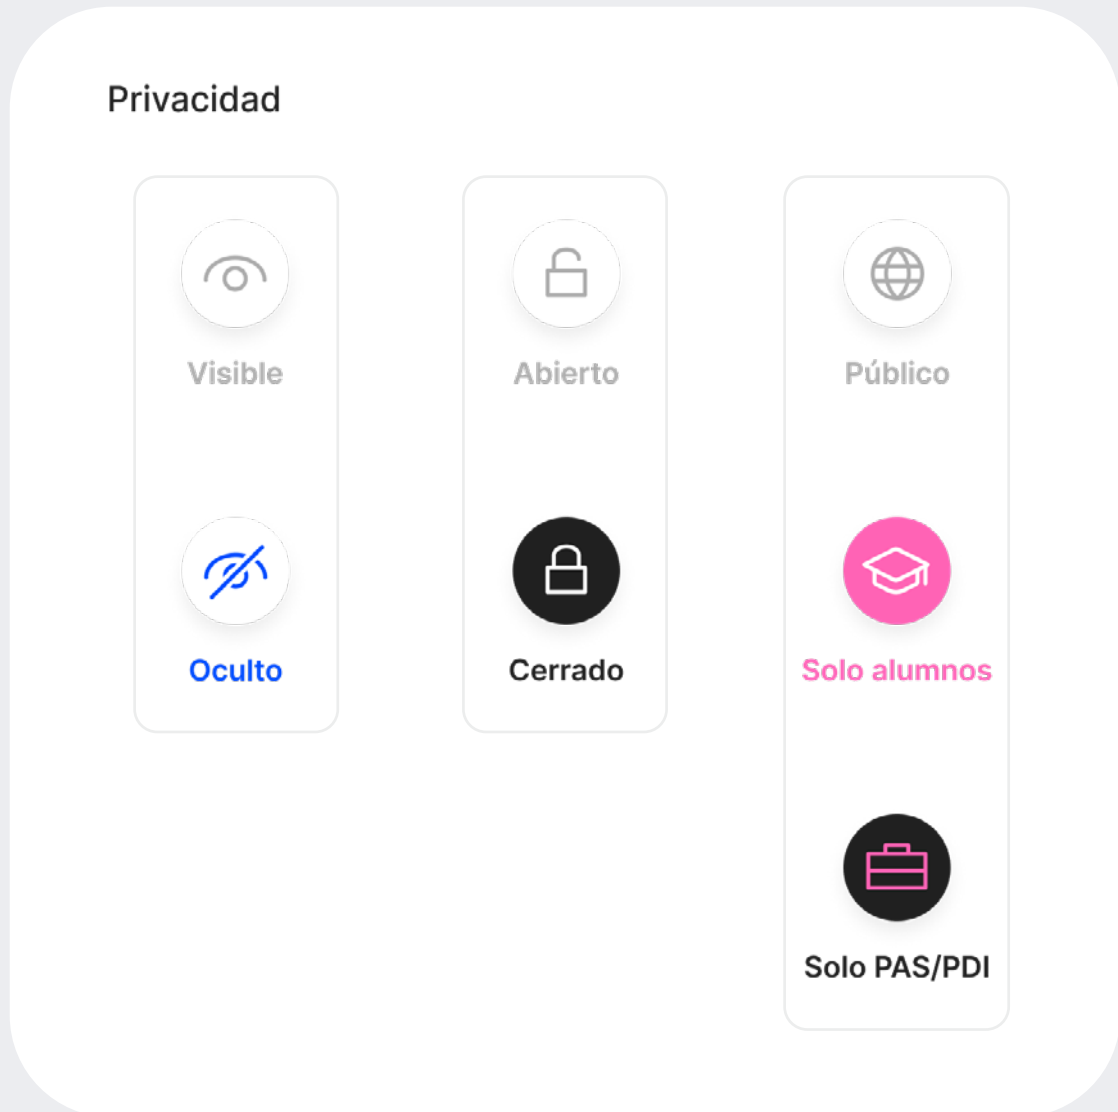 Privacidad
Visible
Oculto
Abierto
Cerrado
Público
Solo alumnos
Solo PAS/PDI